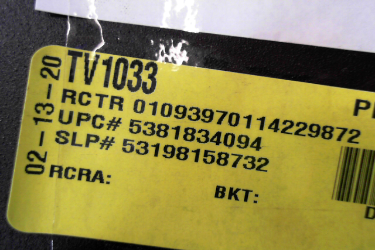 02-13-20
TV1033
RCTR 01093970114229872
UPC# 5381834094
SLP# 53198158732
RCRA:
BKT: